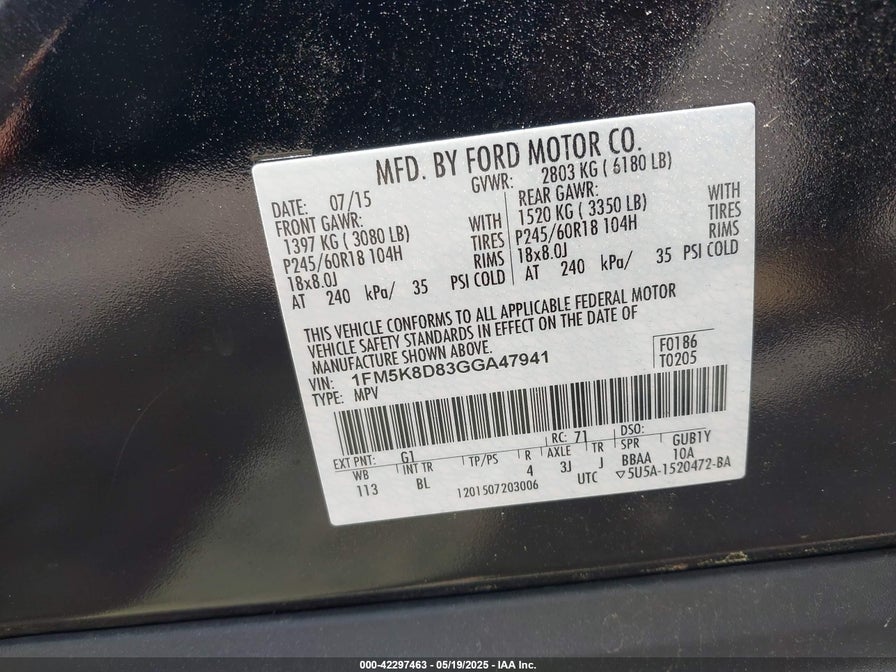 MFD. BY FORD MOTOR CO.
DATE: 07/15 GVWR: 2803 KG ( 6180 LB)
FRONT GAWR: REAR GAWR:
1397 KG ( 3080 LB) WITH 1520 KG ( 3350 LB) WITH
P245/60R18 104H TIRES P245/60R18 104H TIRES
18x8.0J RIMS 18x8.0J RIMS
AT 240 kPa/ 35 PSI COLD AT 240 kPa/ 35 PSI COLD
THIS VEHICLE CONFORMS TO ALL APPLICABLE FEDERAL MOTOR
VEHICLE SAFETY STANDARDS IN EFFECT ON THE DATE OF
MANUFACTURE SHOWN ABOVE.
VIN: 1FM5K8D83GGA47941 F0186
TYPE: MPV T0205
EXT PNT: G1 RC: 71 DSO:
WB INT TR TP/PS R AXLE TR SPR GUB1Y
113 BL 4 3J J BBAA 10A
1201507203006 UTC ▽5U5A-1520472-BA
000-42297463 — 05/19/2025 — IAA Inc.